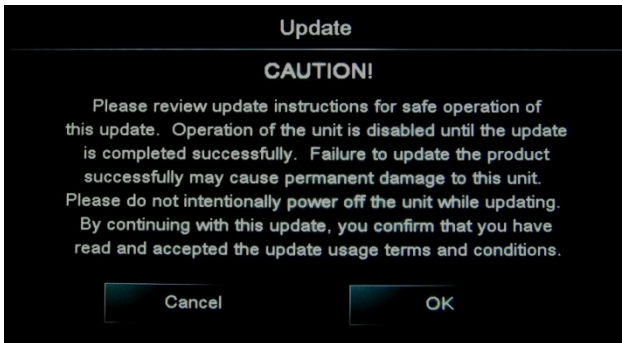 Update
CAUTION!
Please review update instructions for safe operation of
this update.  Operation of the unit is disabled until the update
is completed successfully.  Failure to update the product
successfully may cause permanent damage to this unit.
Please do not intentionally power off the unit while updating.
By continuing with this update, you confirm that you have
read and accepted the update usage terms and conditions.
Cancel
OK